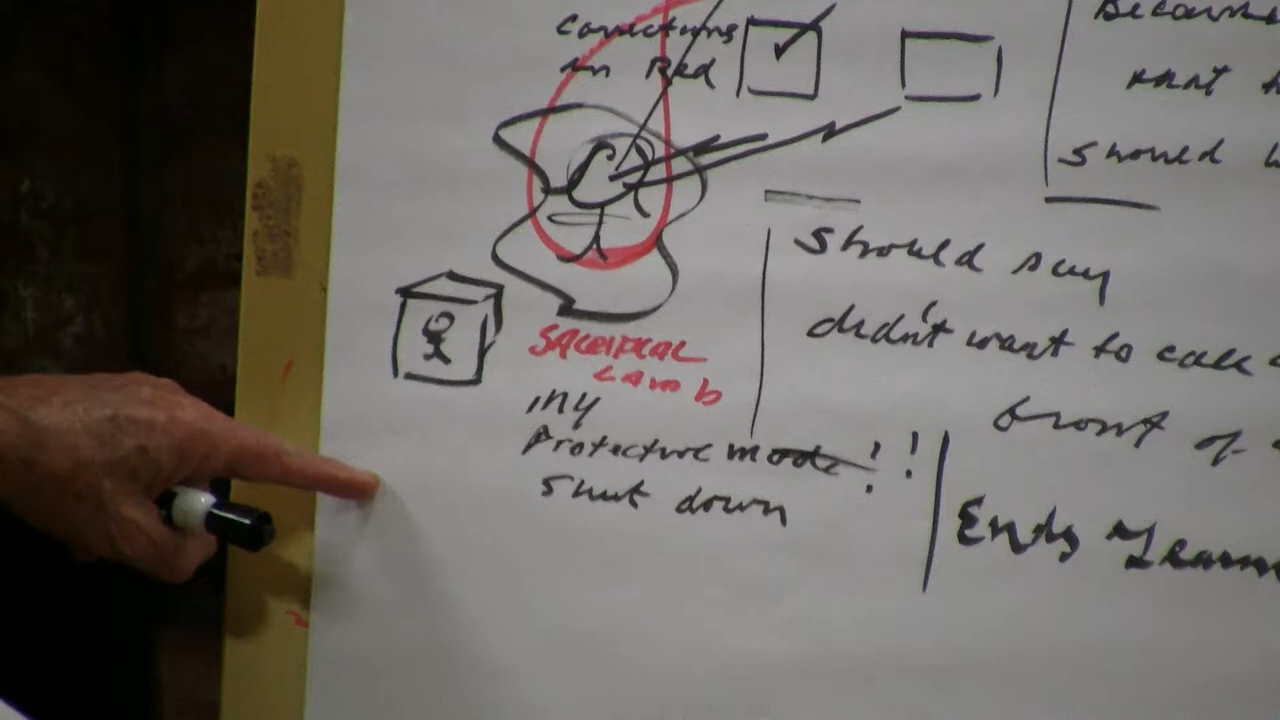 Corrections
in Red
Because
want
should
Should say
didn't want to call
front of
Sacrificial
Lamb
my
Protective mode !!
shut down
Ends Learn